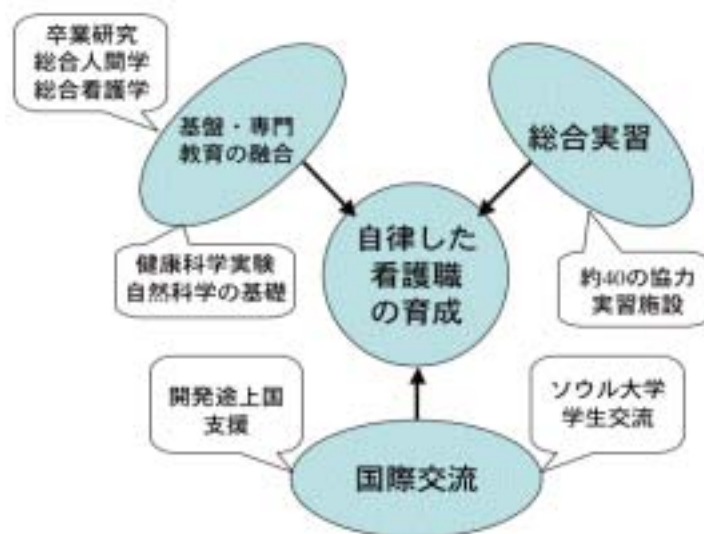 卒業研究
総合人間学
総合看護学
基盤・専門
教育の融合
総合実習
健康科学実験
自然科学の基礎
自律した
看護職
の育成
約40の協力
実習施設
開発途上国
支援
ソウル大学
学生交流
国際交流